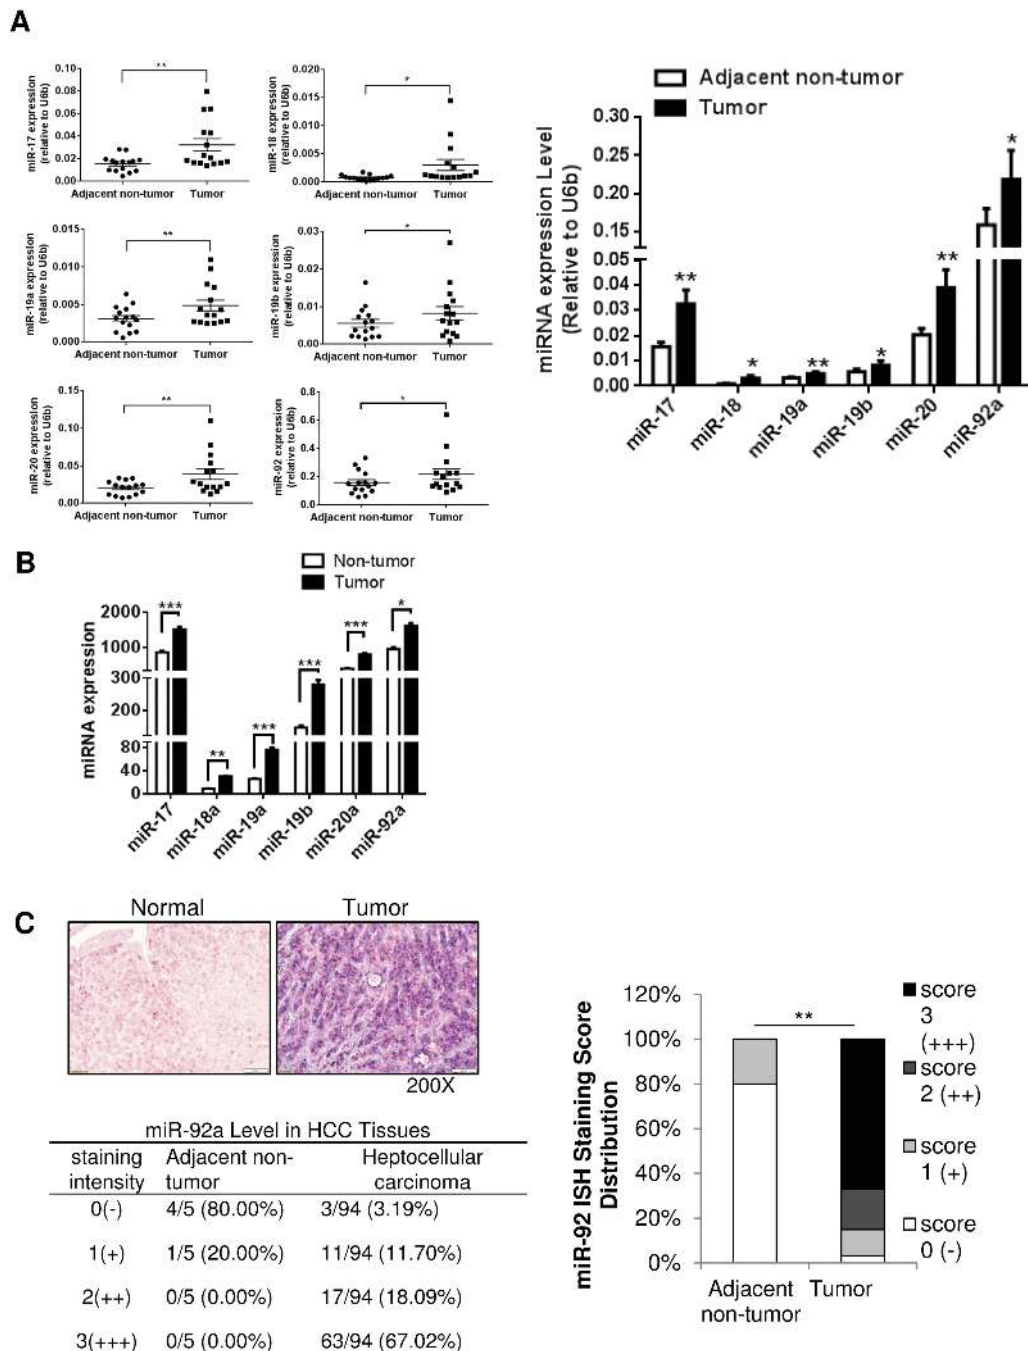 A
miR-17 expression
(relative to U6b)
0.10
0.08
0.06
0.04
0.02
0.00
**
Adjacent non-tumor Tumor
miR-18 expression
(relative to U6b)
0.020
0.015
0.010
0.005
0.000
*
Adjacent non-tumor Tumor
miR-19a expression
(relative to U6b)
0.015
0.010
0.005
0.000
**
Adjacent non-tumor Tumor
miR-19b expression
(relative to U6b)
0.03
0.02
0.01
0.00
*
Adjacent non-tumor Tumor
miR-20 expression
(relative to U6b)
0.15
0.10
0.05
0.00
**
Adjacent non-tumor Tumor
miR-92 expression
(relative to U6b)
0.8
0.6
0.4
0.2
0.0
*
Adjacent non-tumor Tumor
Adjacent non-tumor
Tumor
miRNA expression Level
(Relative to U6b)
0.30
0.25
0.20
0.15
0.05
0.04
0.03
0.02
0.01
0.00
** * ** * ** *
miR-17 miR-18 miR-19a miR-19b miR-20 miR-92a
B
Non-tumor
Tumor
miRNA expression
2000
1000
300
200
80
40
0
*** ** *** *** *** *
miR-17 miR-18a miR-19a miR-19b miR-20a miR-92a
C
Normal Tumor
200X
miR-92a Level in HCC Tissues
staining Adjacent non- Heptocellular
intensity tumor carcinoma
0(-) 4/5 (80.00%) 3/94 (3.19%)
1(+) 1/5 (20.00%) 11/94 (11.70%)
2(++) 0/5 (0.00%) 17/94 (18.09%)
3(+++) 0/5 (0.00%) 63/94 (67.02%)
miR-92 ISH Staining Score
Distribution
120%
100%
80%
60%
40%
20%
0%
**
Adjacent Tumor
non-tumor
score
3
(+++)
score
2 (++)
score
1 (+)
score
0 (-)